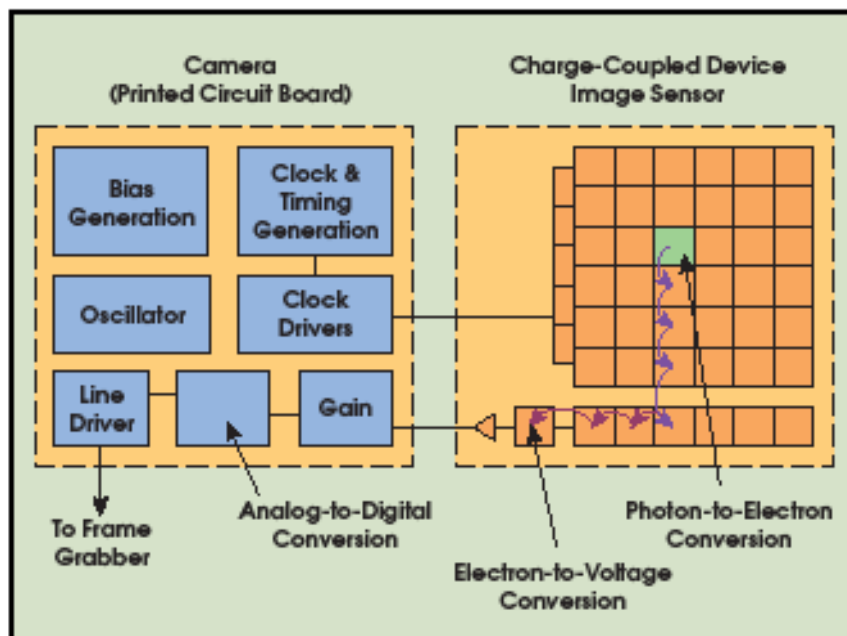 Camera
(Printed Circuit Board)
Charge-Coupled Device
Image Sensor
Bias
Generation
Clock &
Timing
Generation
Oscillator
Clock
Drivers
Line
Driver
Gain
To Frame
Grabber
Analog-to-Digital
Conversion
Electron-to-Voltage
Conversion
Photon-to-Electron
Conversion